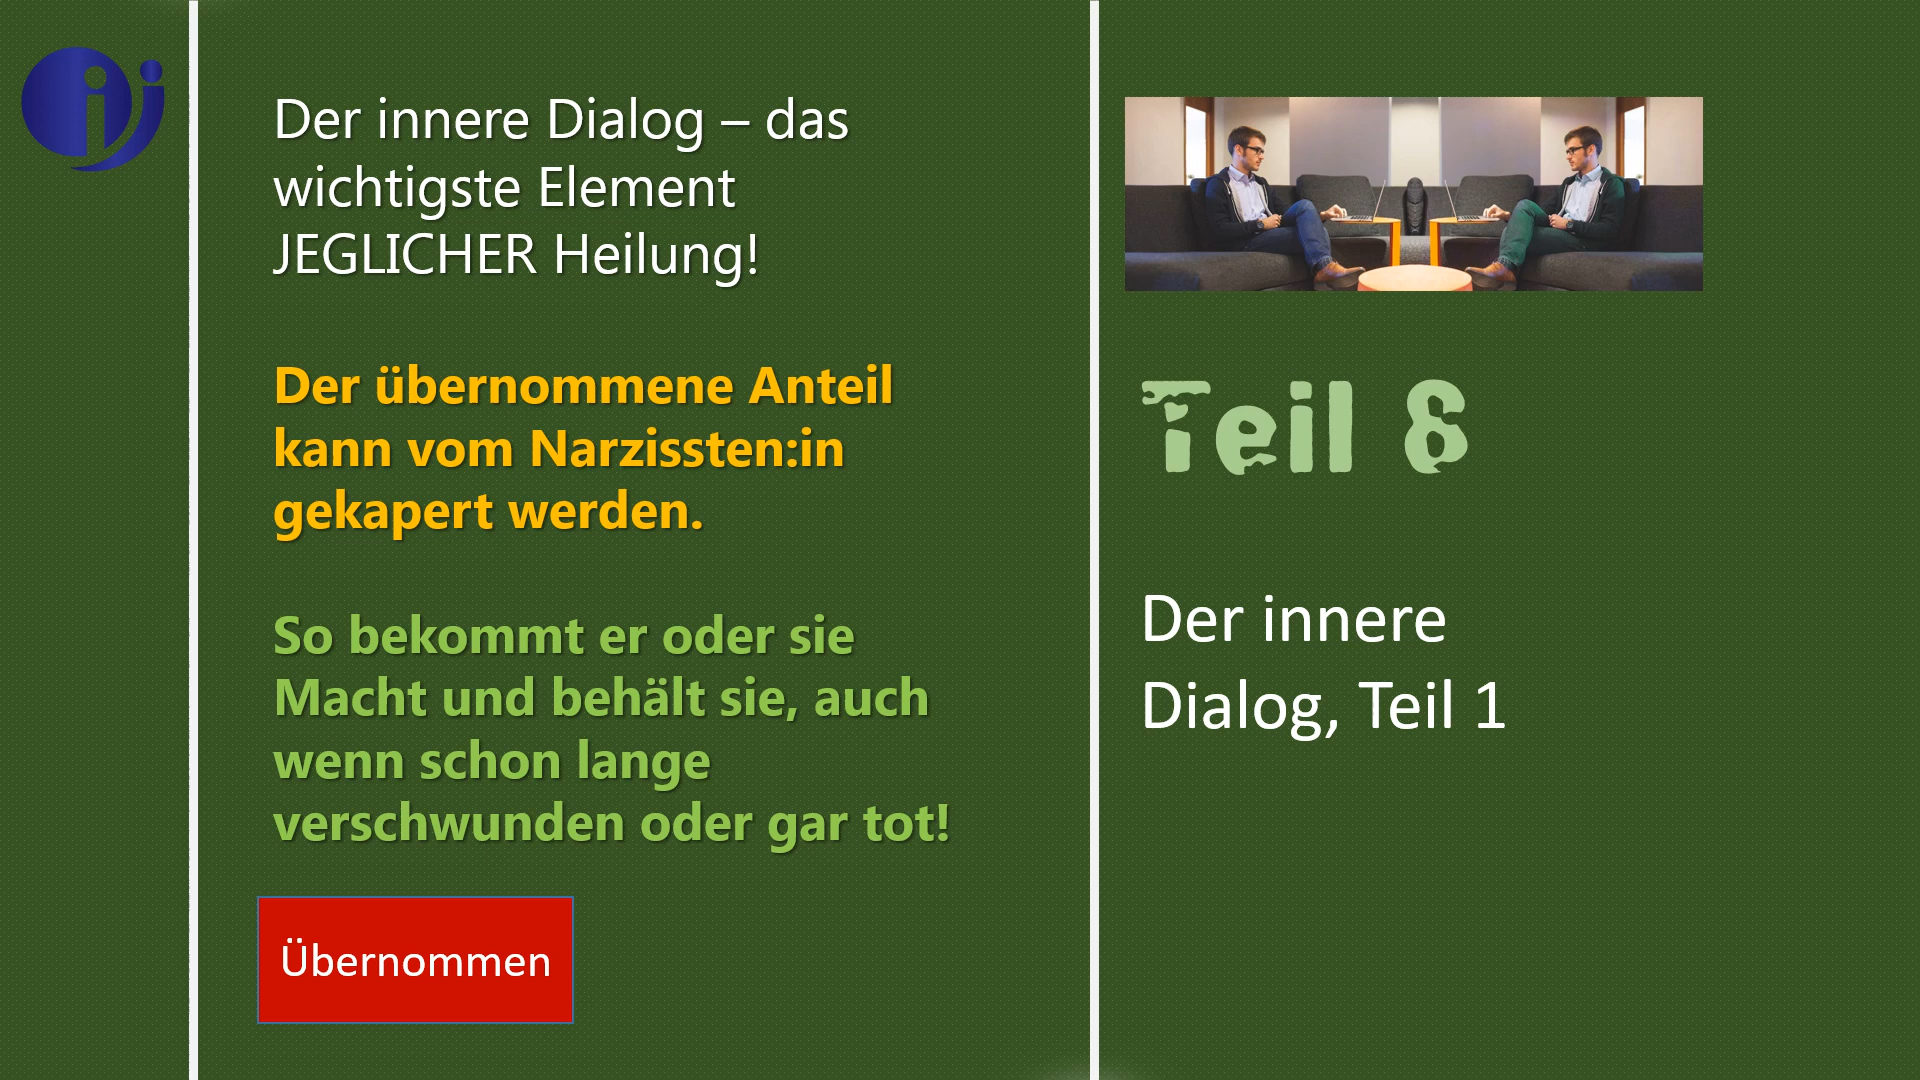 Der innere Dialog – das
wichtigste Element
JEGLICHER Heilung!
Der übernommene Anteil
kann vom Narzissten:in
gekapert werden.
So bekommt er oder sie
Macht und behält sie, auch
wenn schon lange
verschwunden oder gar tot!
Übernommen
Teil 8
Der innere
Dialog, Teil 1